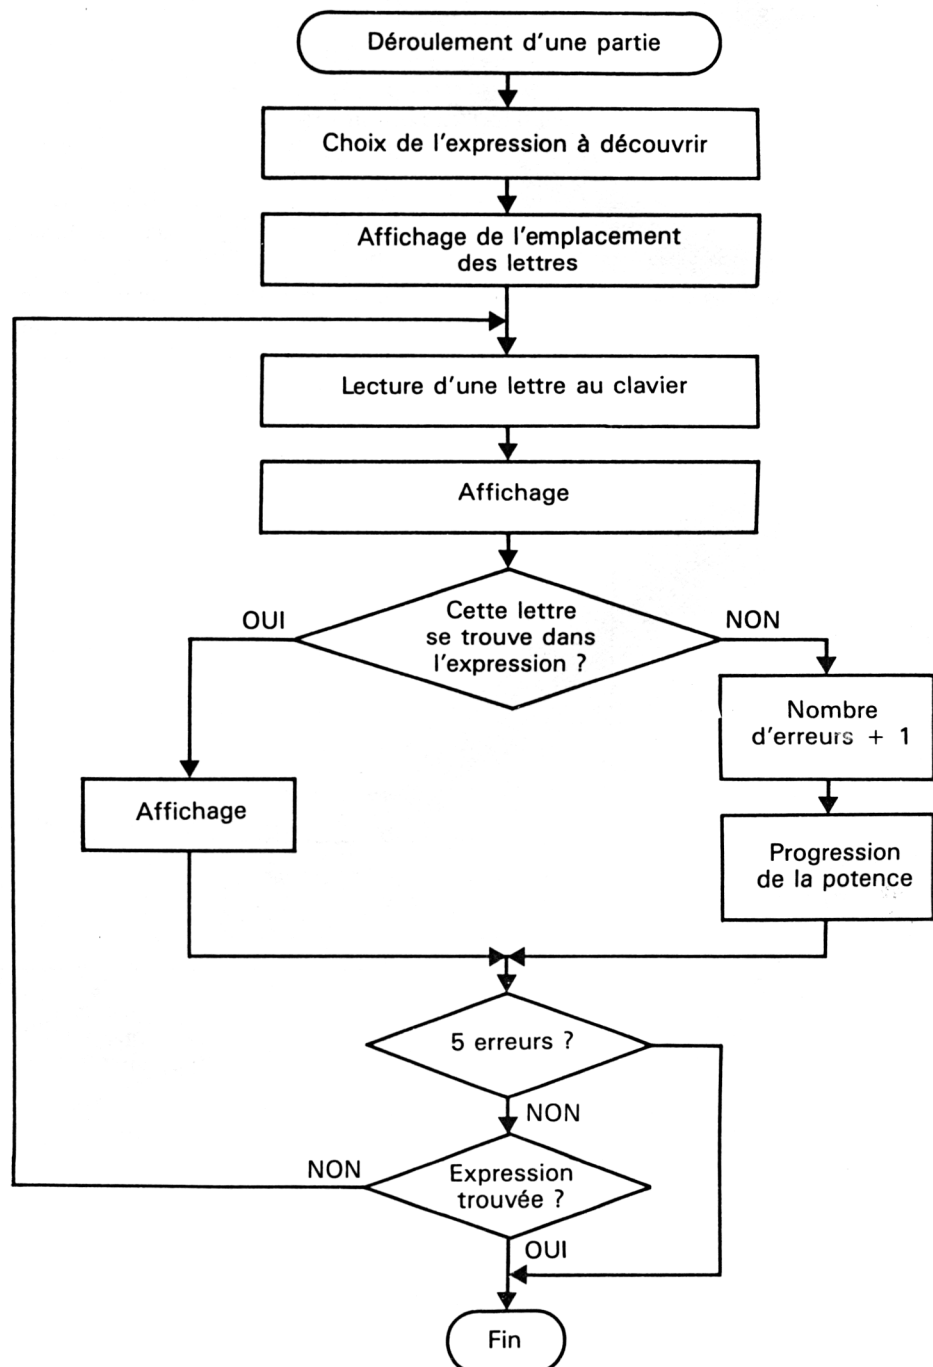 Déroulement d'une partie
Choix de l'expression à découvrir
Affichage de l'emplacement
des lettres
Lecture d'une lettre au clavier
Affichage
Cette lettre
se trouve dans
l'expression ?
OUI
NON
Nombre
d'erreurs + 1
Affichage
Progression
de la potence
5 erreurs ?
NON
Expression
trouvée ?
NON
OUI
Fin